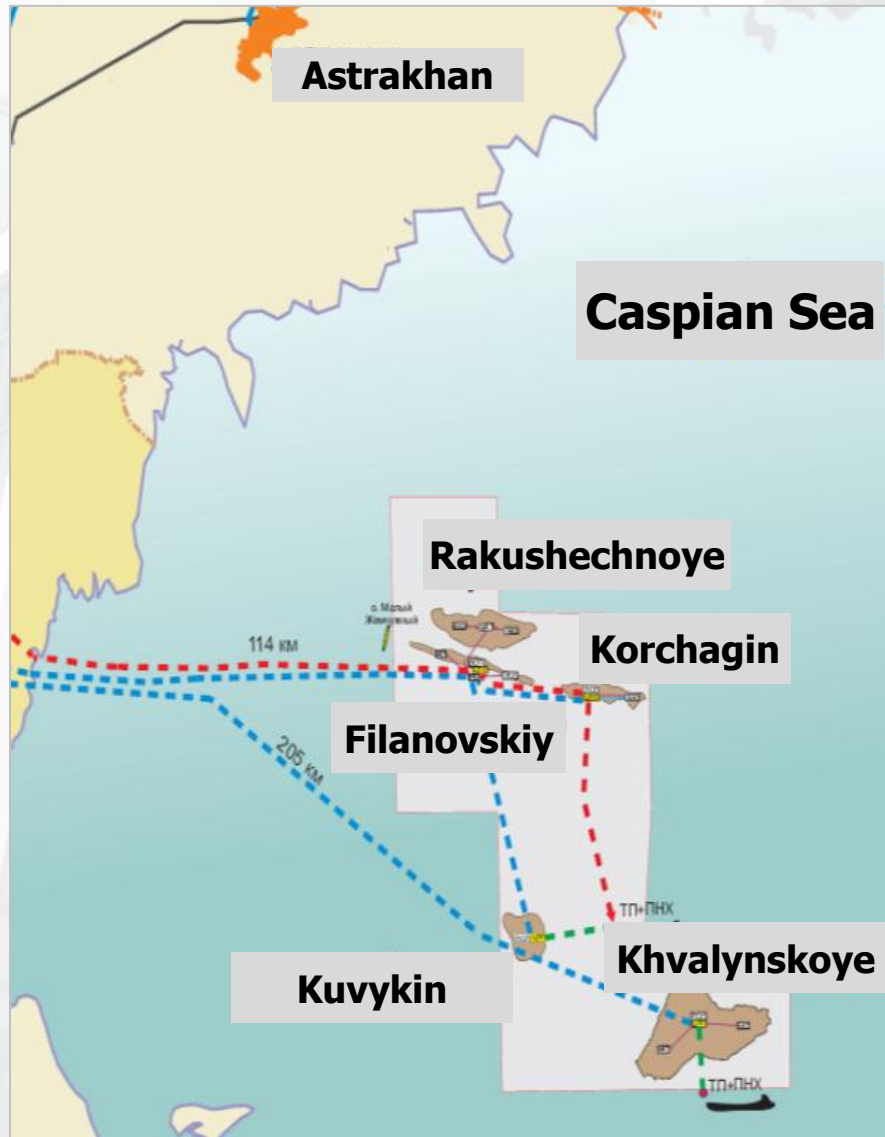 Astrakhan
Caspian Sea
Rakushechnoye
о. Малый
Жемчужный
Korchagin
114 км
Filanovskiy
205 км
ТП+ПНХ
Khvalynskoye
Kuvykin
ТП+ПНХ